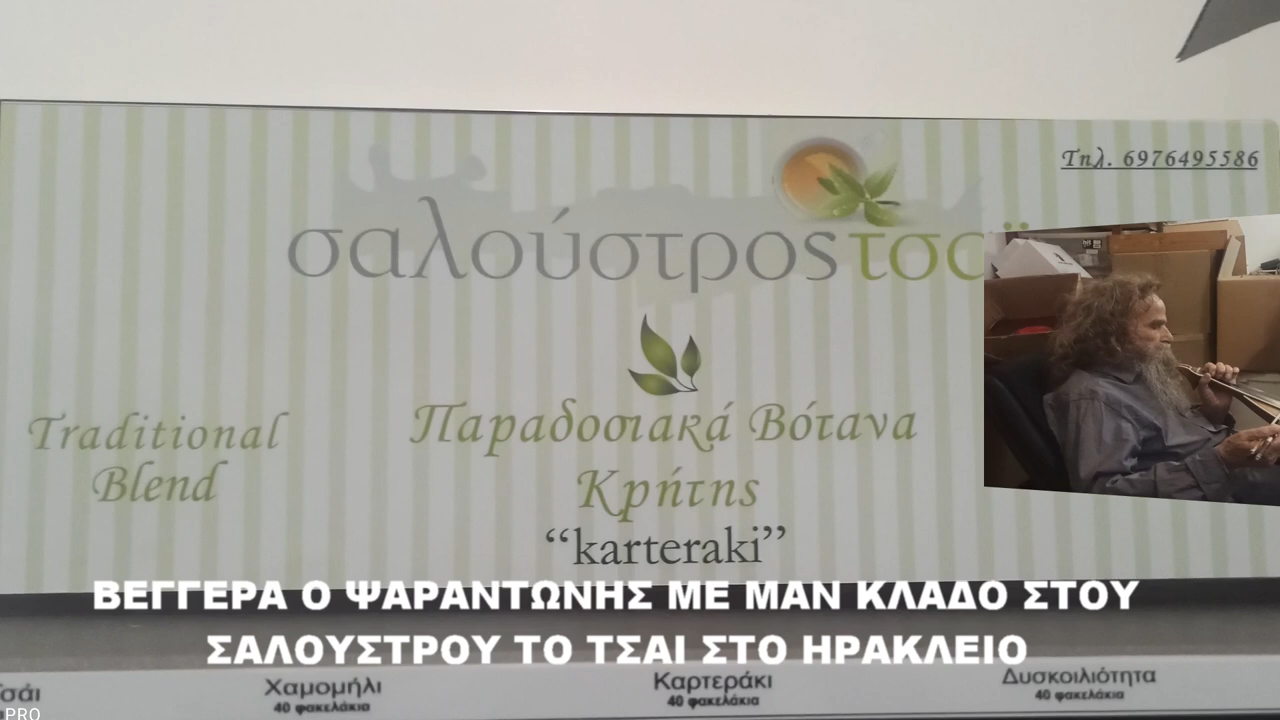 Τηλ. 6976495586
σαλούστρος
Παραδοσιακά Βότανα
Κρήτης
Traditional
Blend
“karteraki”
ΒΕΓΓΕΡΑ Ο ΨΑΡΑΝΤΩΝΗΣ ΜΕ ΜΑΝ ΚΛΑΔΟ ΣΤΟΥ
ΣΑΛΟΥΣΤΡΟΥ ΤΟ ΤΣΑΙ ΣΤΟ ΗΡΑΚΛΕΙΟ
Χαμομήλι
40 φακελάκια
Καρτεράκι
40 φακελάκια
Δυσκοιλιότητα
40 φακελάκια
PRO